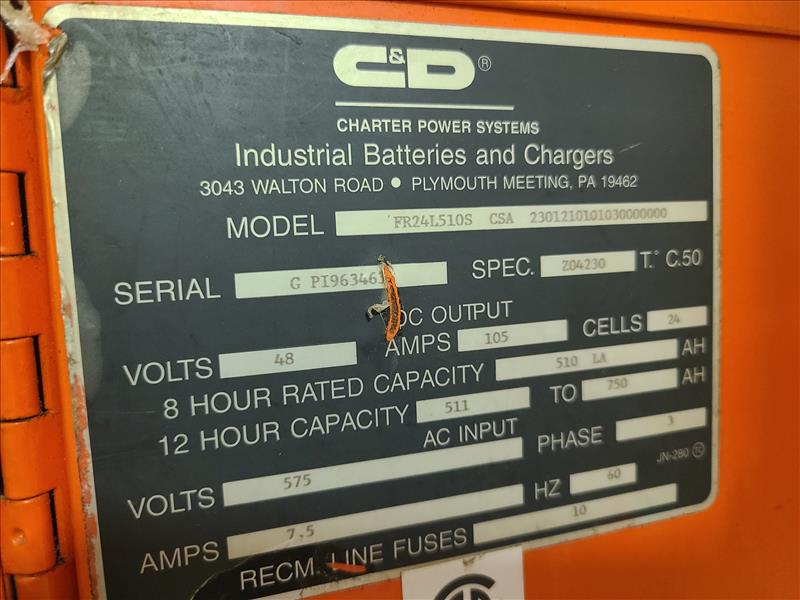 C&D ®
CHARTER POWER SYSTEMS
Industrial Batteries and Chargers
3043 WALTON ROAD • PLYMOUTH MEETING, PA 19462
MODEL FR24L510S CSA 2301210101030000000
SERIAL G SPEC. Z04230 T.° C.50
DC OUTPUT
VOLTS 48 AMPS 105 CELLS 24
8 HOUR RATED CAPACITY 510 LA AH
12 HOUR CAPACITY 511 TO 750 AH
AC INPUT
VOLTS 575 PHASE 3
JN-280
AMPS 7.5 HZ 60
RECM. LINE FUSES 10